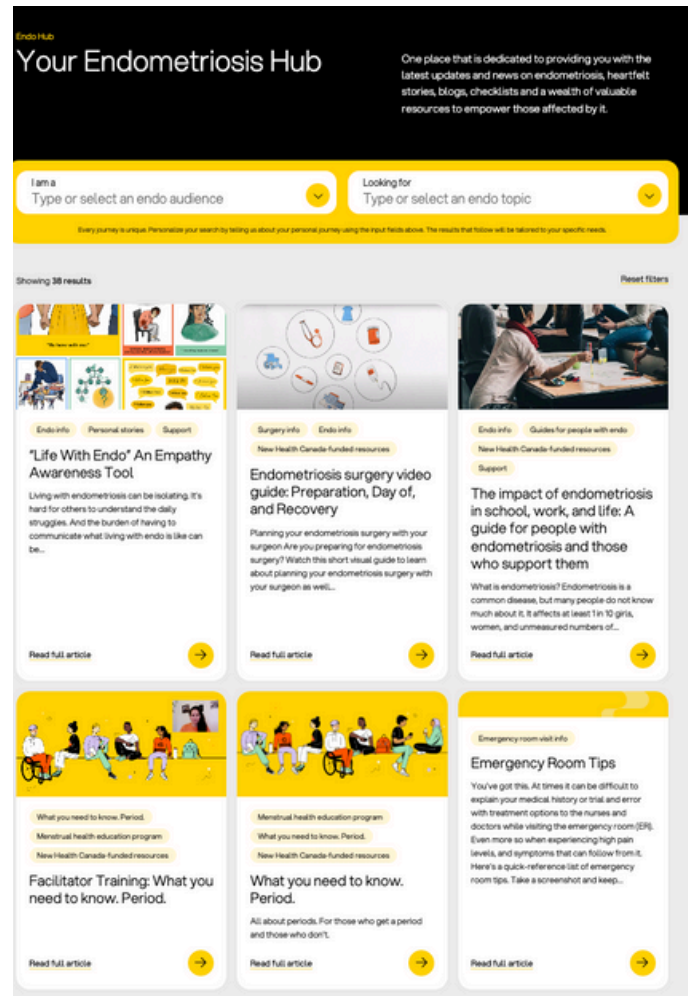 Endo Hub
Your Endometriosis Hub
One place that is dedicated to providing you with the
latest updates and news on endometriosis, heartfelt
stories, blogs, checklists and a wealth of valuable
resources to empower those affected by it.
I am a
Type or select an endo audience
Looking for
Type or select an endo topic
Every journey is unique. Personalize your search by telling us about your personal journey using the input fields above. The results that follow will be tailored to your specific needs.
Showing 38 results
Reset filters
Endo info
Personal stories
Support
"Life With Endo" An Empathy
Awareness Tool
Living with endometriosis can be isolating. It's
hard for others to understand the daily
struggles. And the burden of having to
communicate what living with endo is like can
be...
Read full article
Surgery info
Endo info
New Health Canada-funded resources
Endometriosis surgery video
guide: Preparation, Day of,
and Recovery
Planning your endometriosis surgery with your
surgeon Are you preparing for endometriosis
surgery? Watch this short visual guide to learn
about planning your endometriosis surgery with
your surgeon as well...
Read full article
Endo info
Guides for people with endo
New Health Canada-funded resources
Support
The impact of endometriosis
in school, work, and life: A
guide for people with
endometriosis and those
who support them
What is endometriosis? Endometriosis is a
common disease, but many people do not know
much about it. It affects at least 1 in 10 girls,
women, and unmeasured numbers of...
Read full article
What you need to know. Period.
Menstrual health education program
New Health Canada-funded resources
Facilitator Training: What you
need to know. Period.
Read full article
Menstrual health education program
What you need to know. Period.
New Health Canada-funded resources
What you need to know.
Period.
All about periods. For those who get a period
and those who don't.
Read full article
Emergency room visit info
Emergency Room Tips
You've got this. At times it can be difficult to
explain your medical history or trial and error
with treatment options to the nurses and
doctors while visiting the emergency room (ER).
Even more so when experiencing high pain
levels, and symptoms that can follow from it.
Here's a quick-reference list of emergency
room tips. Take a screenshot and keep...
Read full article